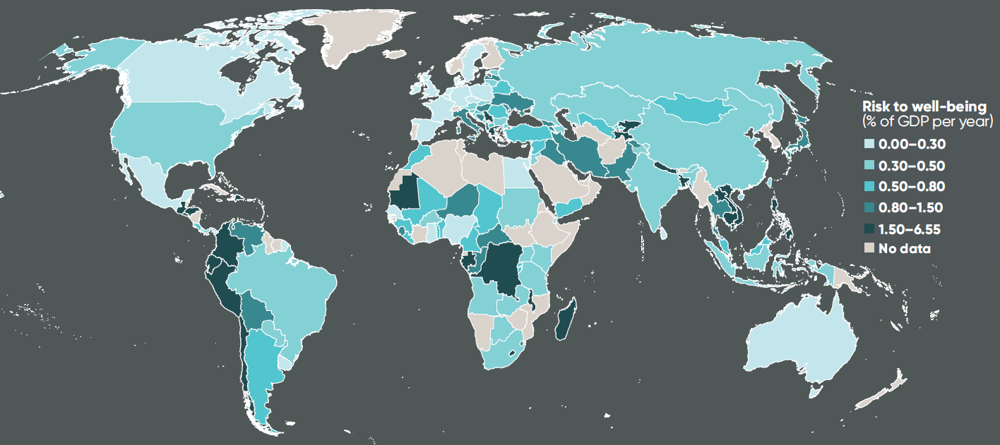 Risk to well-being
(% of GDP per year)
0.00–0.30
0.30–0.50
0.50–0.80
0.80–1.50
1.50–6.55
No data